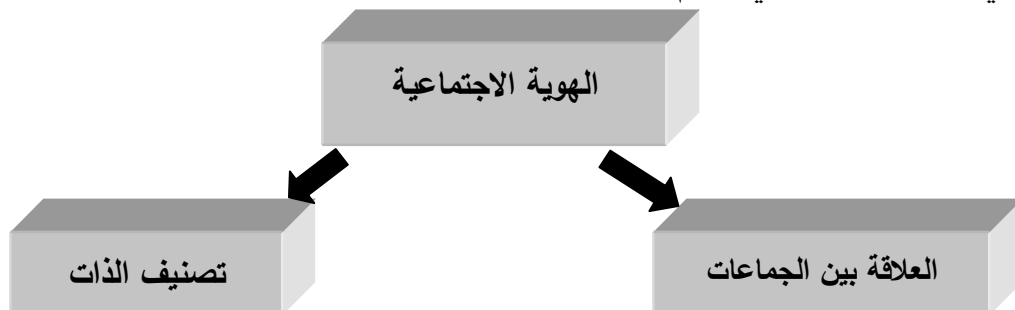 الهوية الاجتماعية
العلاقة بين الجماعات
تصنيف الذات